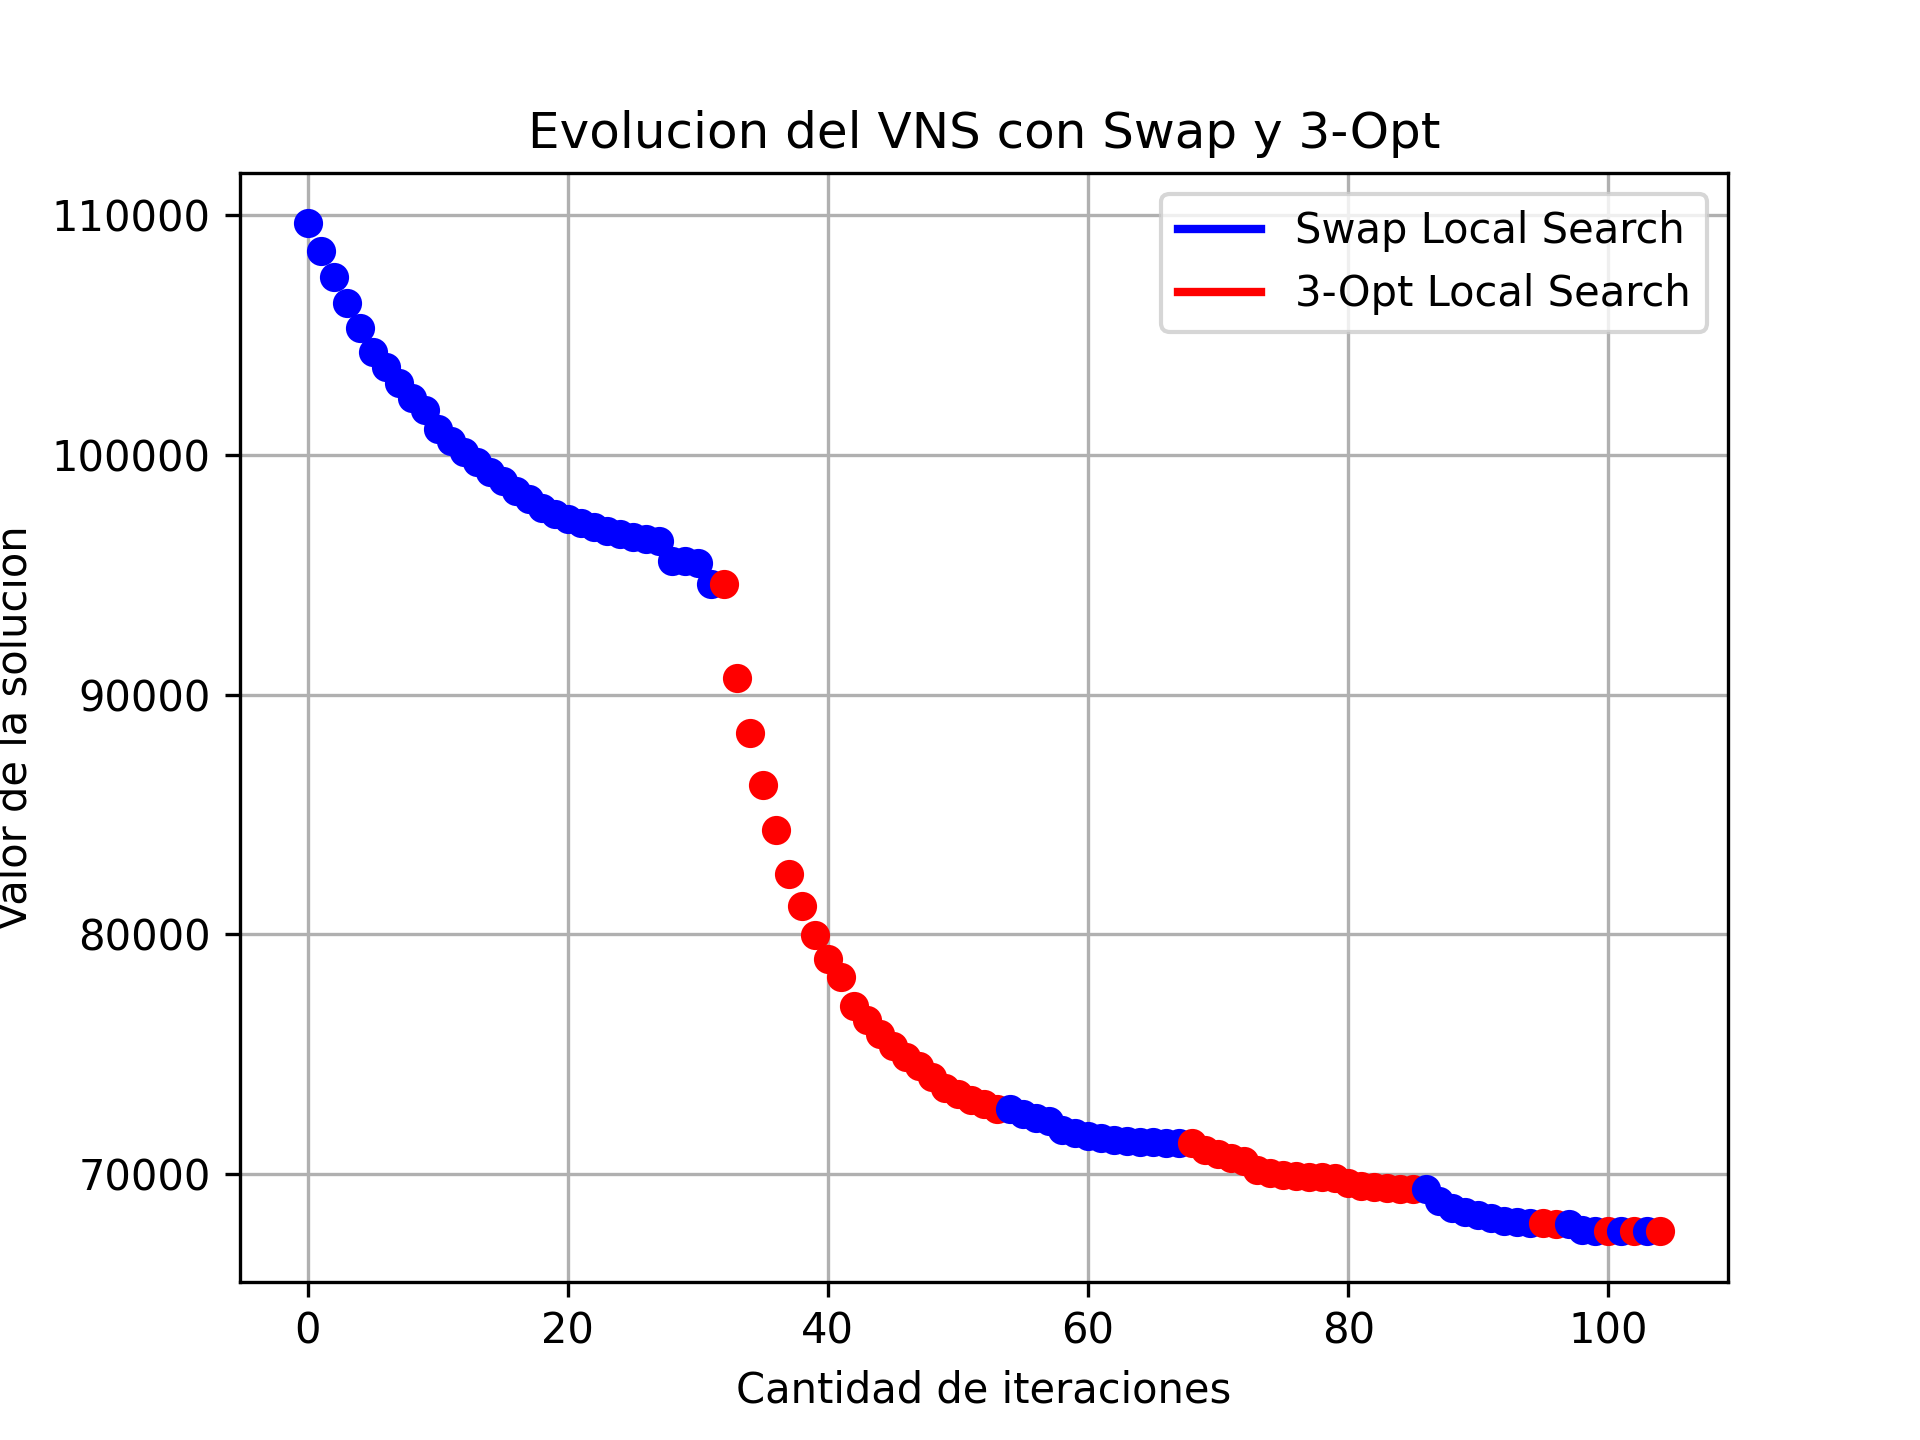 Evolucion del VNS con Swap y 3-Opt
Swap Local Search
3-Opt Local Search
Valor de la solucion
110000
100000
90000
80000
70000
0 20 40 60 80 100
Cantidad de iteraciones